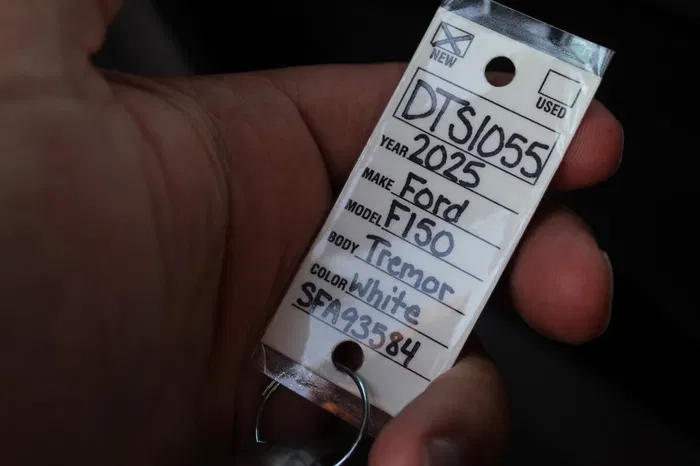 NEW
USED
DTS1055
YEAR 2025
MAKE Ford
MODEL F150
BODY Tremor
COLOR White
SFA93584